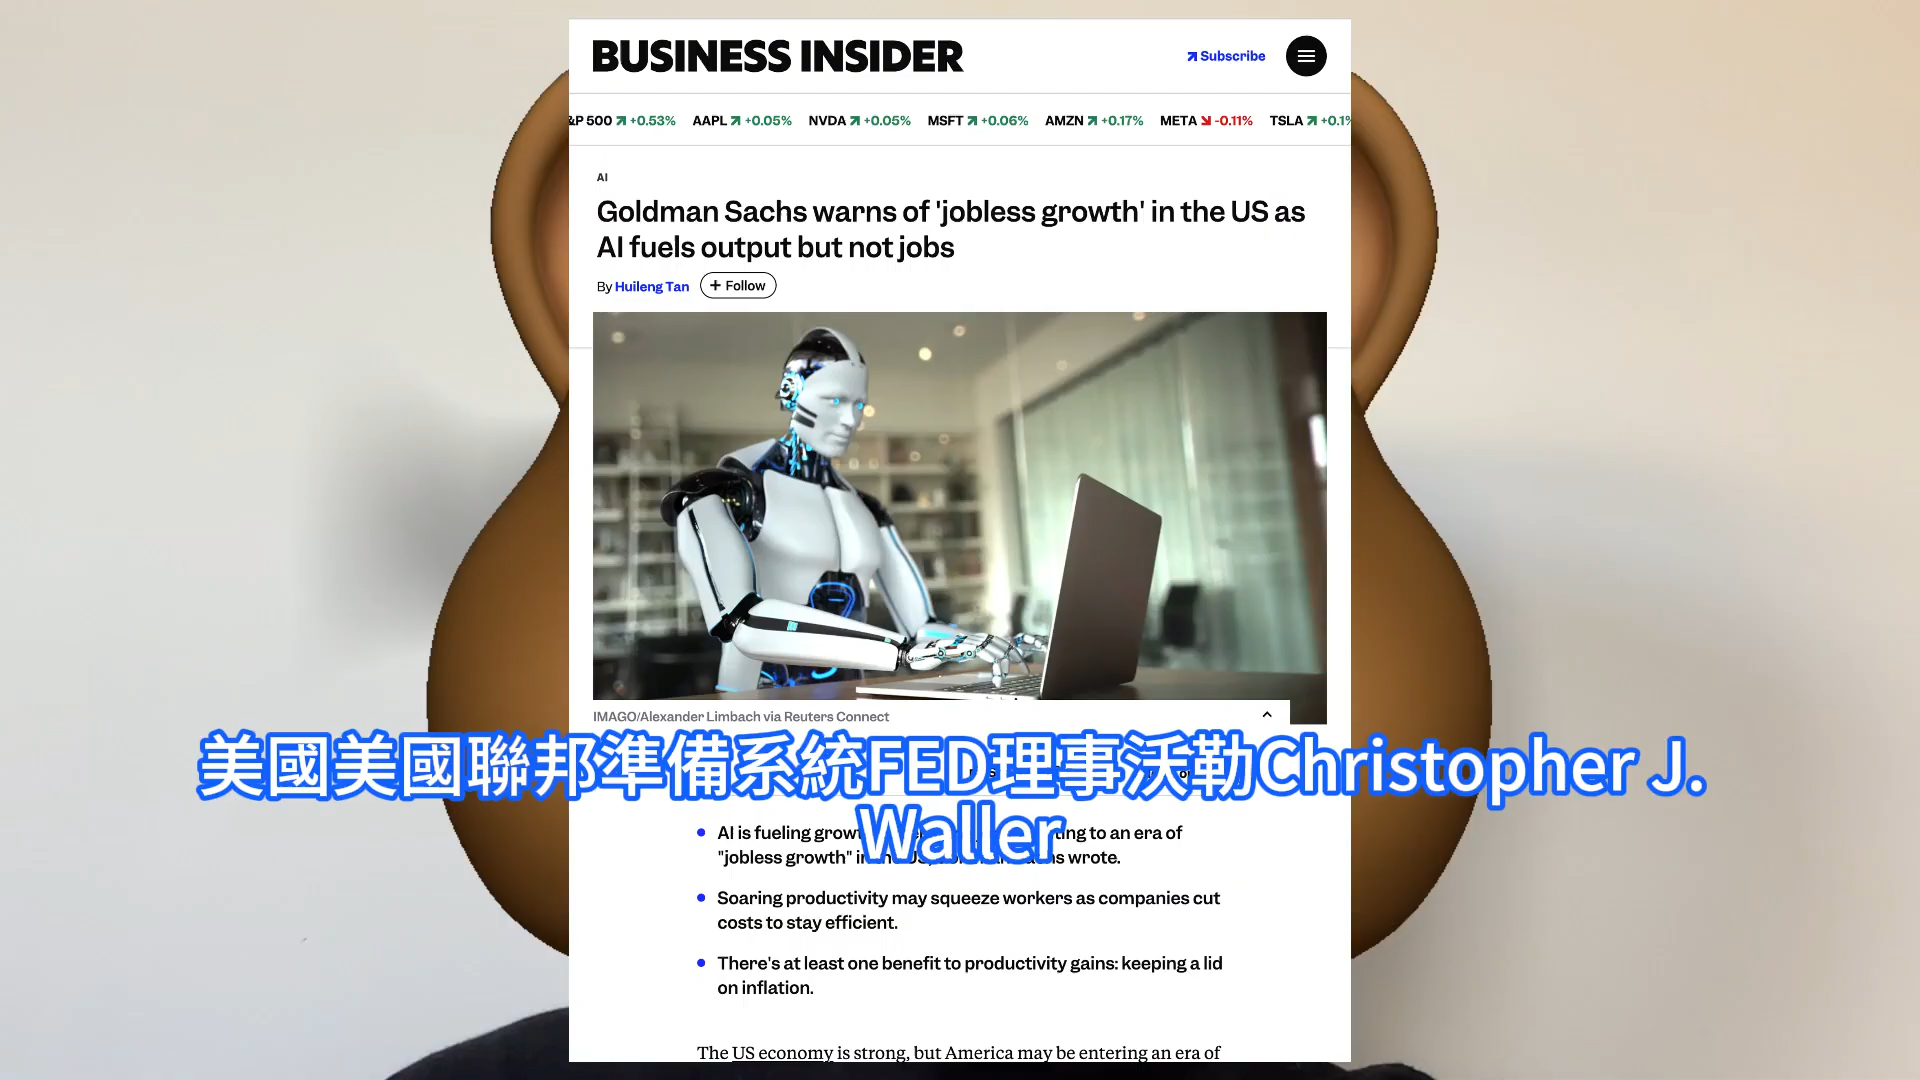 BUSINESS INSIDER
Subscribe
&P 500 +0.53% AAPL +0.05% NVDA +0.05% MSFT +0.06% AMZN +0.17% META -0.11% TSLA +0.1%
AI
Goldman Sachs warns of 'jobless growth' in the US as
AI fuels output but not jobs
By Huileng Tan + Follow
IMAGO/Alexander Limbach via Reuters Connect
美國美國聯邦準備系統FED理事沃勒Christopher J.
Waller
AI is fueling growth ting to an era of
"jobless growth" in the US, wrote.
Soaring productivity may squeeze workers as companies cut
costs to stay efficient.
There's at least one benefit to productivity gains: keeping a lid
on inflation.
The US economy is strong, but America may be entering an era of